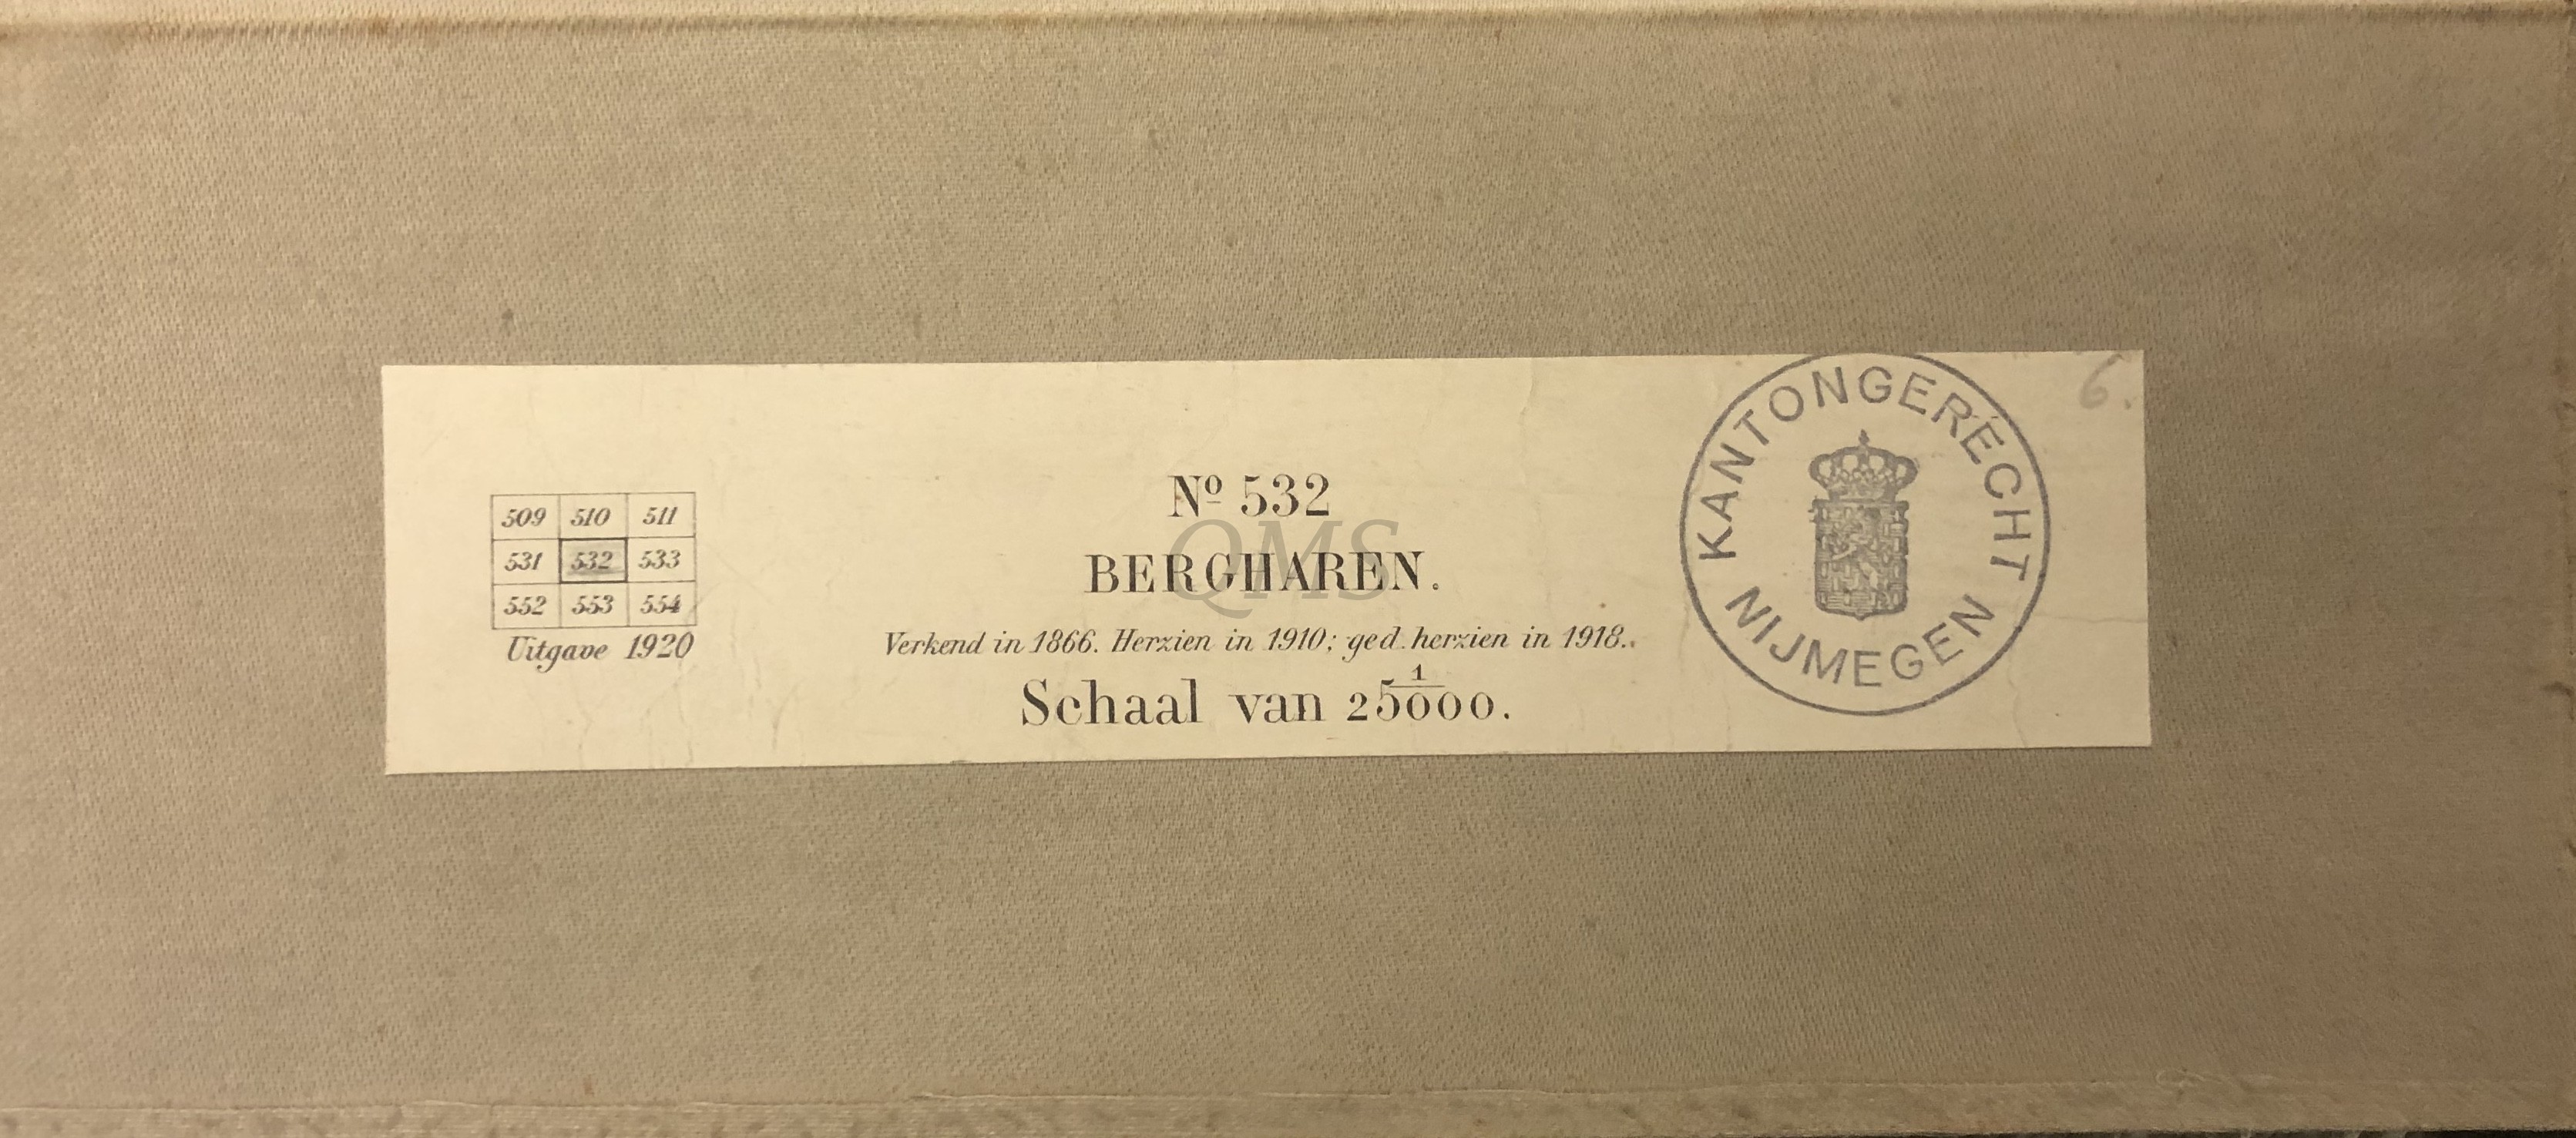 509 510 511
531 532 533
552 553 554
Uitgave 1920
Nº 532
BERGHAREN.
Verkend in 1866. Herzien in 1910; ged. herzien in 1918.
Schaal van 1/25000.
KANTONGERECHT
NIJMEGEN
6.
QMS